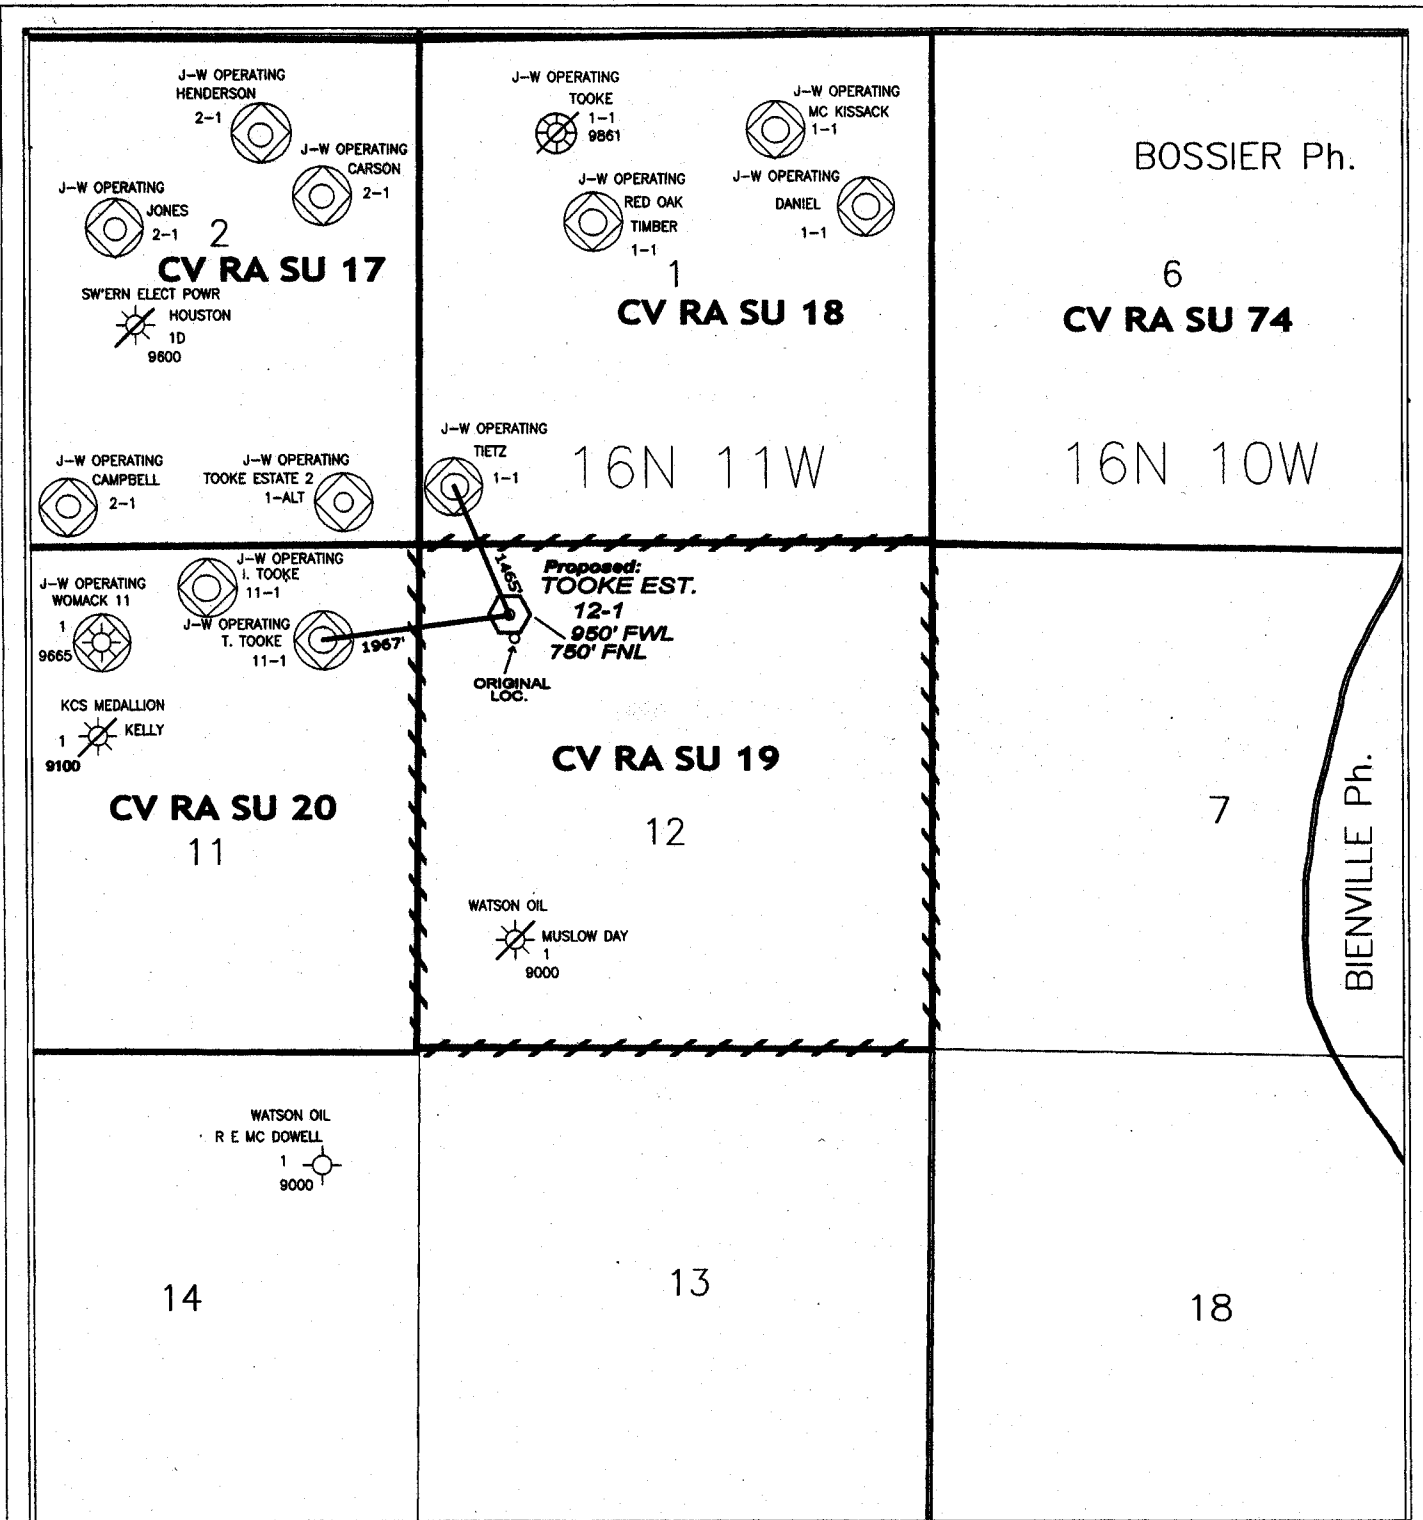 J-W OPERATING
HENDERSON
2-1
J-W OPERATING
CARSON
2-1
J-W OPERATING
JONES
2-1
2
CV RA SU 17
SW'ERN ELECT POWR
HOUSTON
1D
9600
J-W OPERATING
CAMPBELL
2-1
J-W OPERATING
TOOKE ESTATE 2
1-ALT
J-W OPERATING
TOOKE
1-1
9861
J-W OPERATING
MC KISSACK
1-1
J-W OPERATING
RED OAK
TIMBER
1-1
J-W OPERATING
DANIEL
1-1
1
CV RA SU 18
J-W OPERATING
TIETZ
1-1
16N 11W
BOSSIER Ph.
6
CV RA SU 74
16N 10W
J-W OPERATING
I. TOOKE
11-1
J-W OPERATING
WOMACK 11
1
9665
J-W OPERATING
T. TOOKE
11-1
1967'
KCS MEDALLION
KELLY
1
9100
CV RA SU 20
11
1465'
Proposed:
TOOKE EST.
12-1
950' FWL
750' FNL
ORIGINAL
LOC.
CV RA SU 19
12
WATSON OIL
MUSLOW DAY
1
9000
7
BIENVILLE Ph.
WATSON OIL
R E MC DOWELL
1
9000
14
13
18